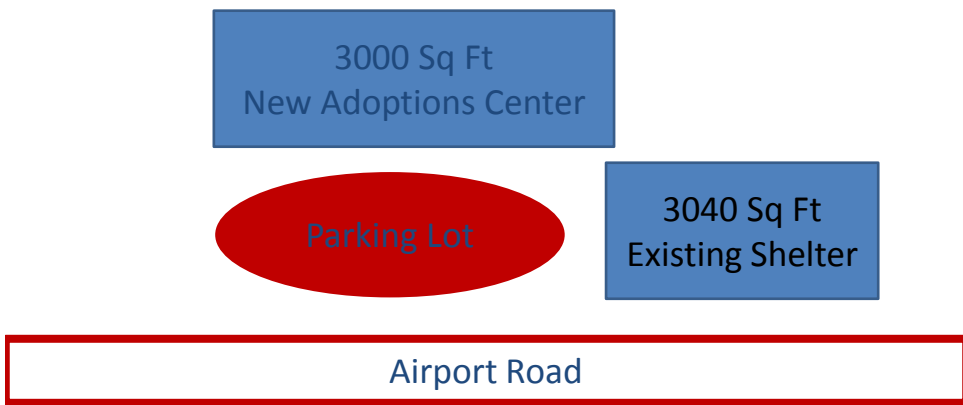 3000 Sq Ft
New Adoptions Center
Parking Lot
3040 Sq Ft
Existing Shelter
Airport Road